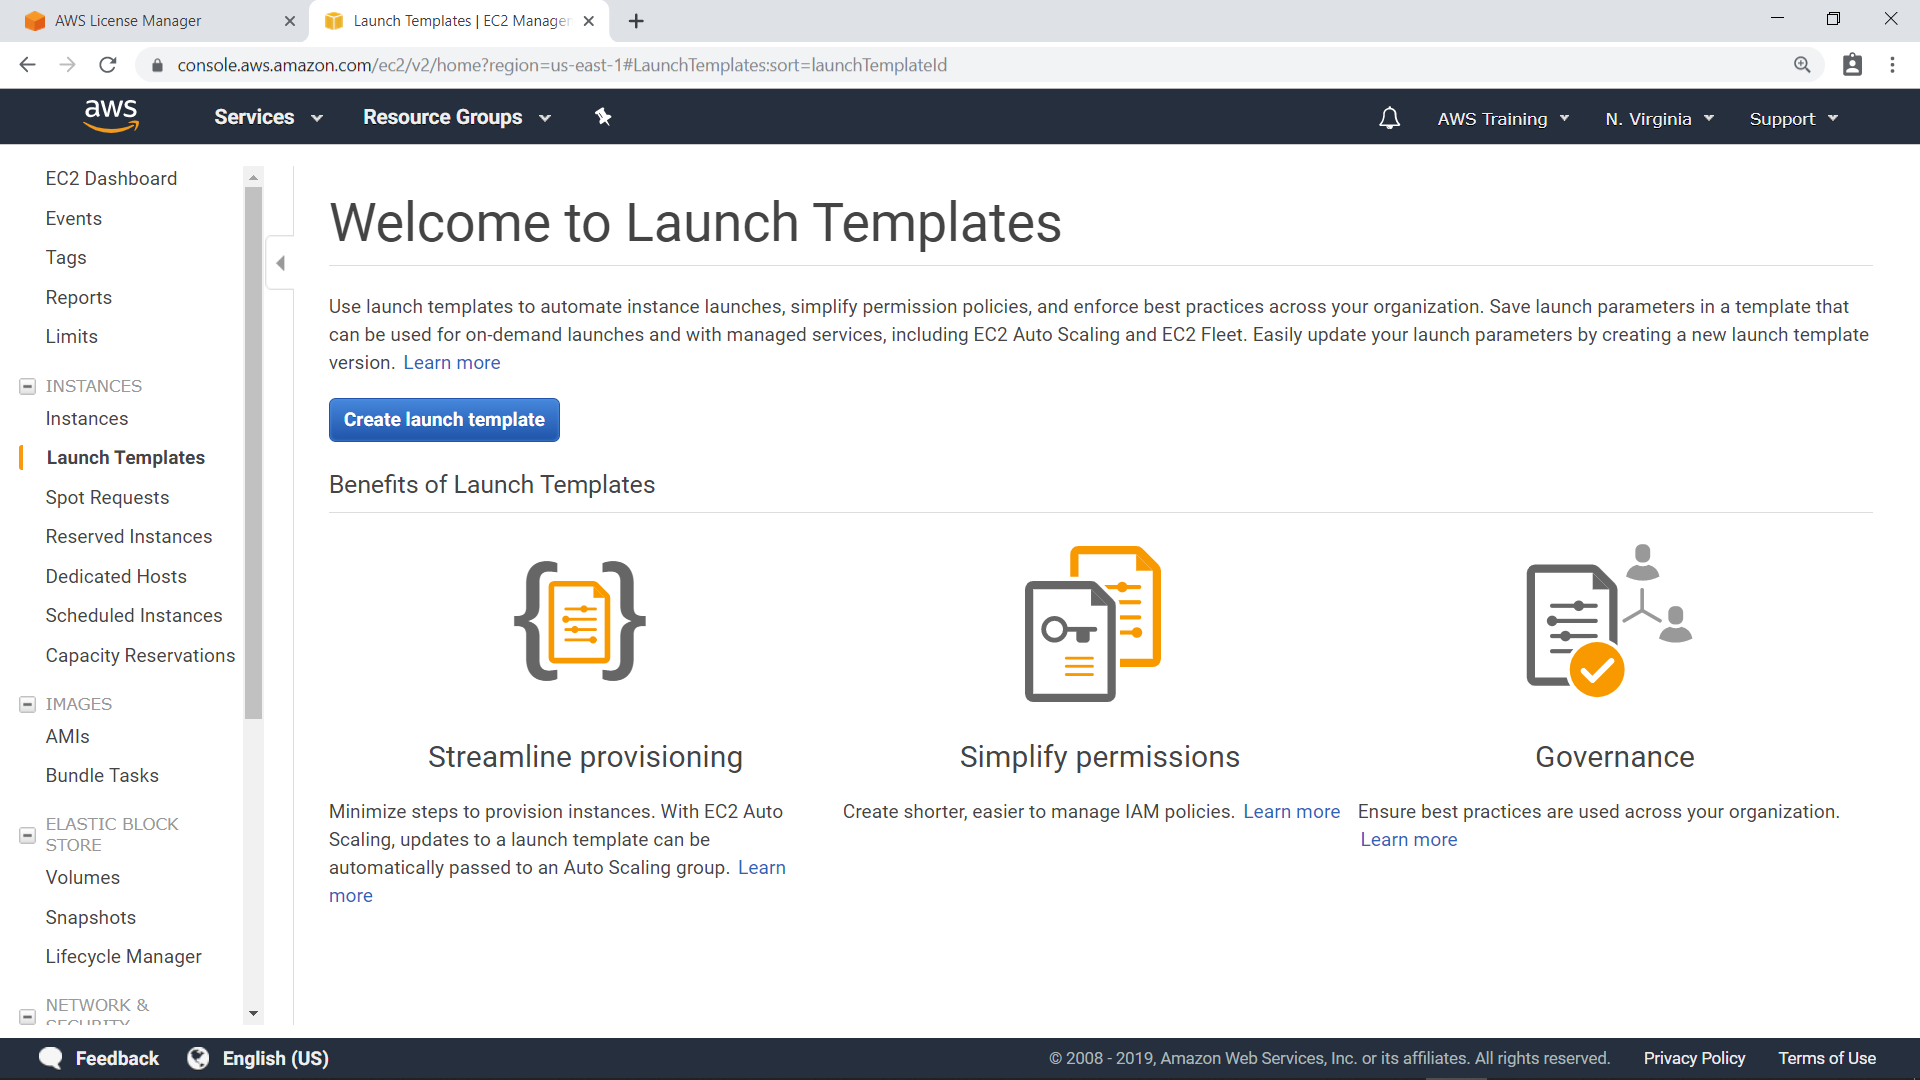 AWS License Manager
Launch Templates | EC2 Manager
console.aws.amazon.com/ec2/v2/home?region=us-east-1#LaunchTemplates:sort=launchTemplateId
aws
Services
Resource Groups
AWS Training
N. Virginia
Support
EC2 Dashboard
Events
Tags
Reports
Limits
INSTANCES
Instances
Launch Templates
Spot Requests
Reserved Instances
Dedicated Hosts
Scheduled Instances
Capacity Reservations
IMAGES
AMIs
Bundle Tasks
ELASTIC BLOCK
STORE
Volumes
Snapshots
Lifecycle Manager
NETWORK &
SECURITY
Welcome to Launch Templates
Use launch templates to automate instance launches, simplify permission policies, and enforce best practices across your organization. Save launch parameters in a template that
can be used for on-demand launches and with managed services, including EC2 Auto Scaling and EC2 Fleet. Easily update your launch parameters by creating a new launch template
version. Learn more
Create launch template
Benefits of Launch Templates
Streamline provisioning
Minimize steps to provision instances. With EC2 Auto
Scaling, updates to a launch template can be
automatically passed to an Auto Scaling group. Learn
more
Simplify permissions
Create shorter, easier to manage IAM policies. Learn more
Governance
Ensure best practices are used across your organization.
Learn more
Feedback
English (US)
© 2008 - 2019, Amazon Web Services, Inc. or its affiliates. All rights reserved.
Privacy Policy
Terms of Use